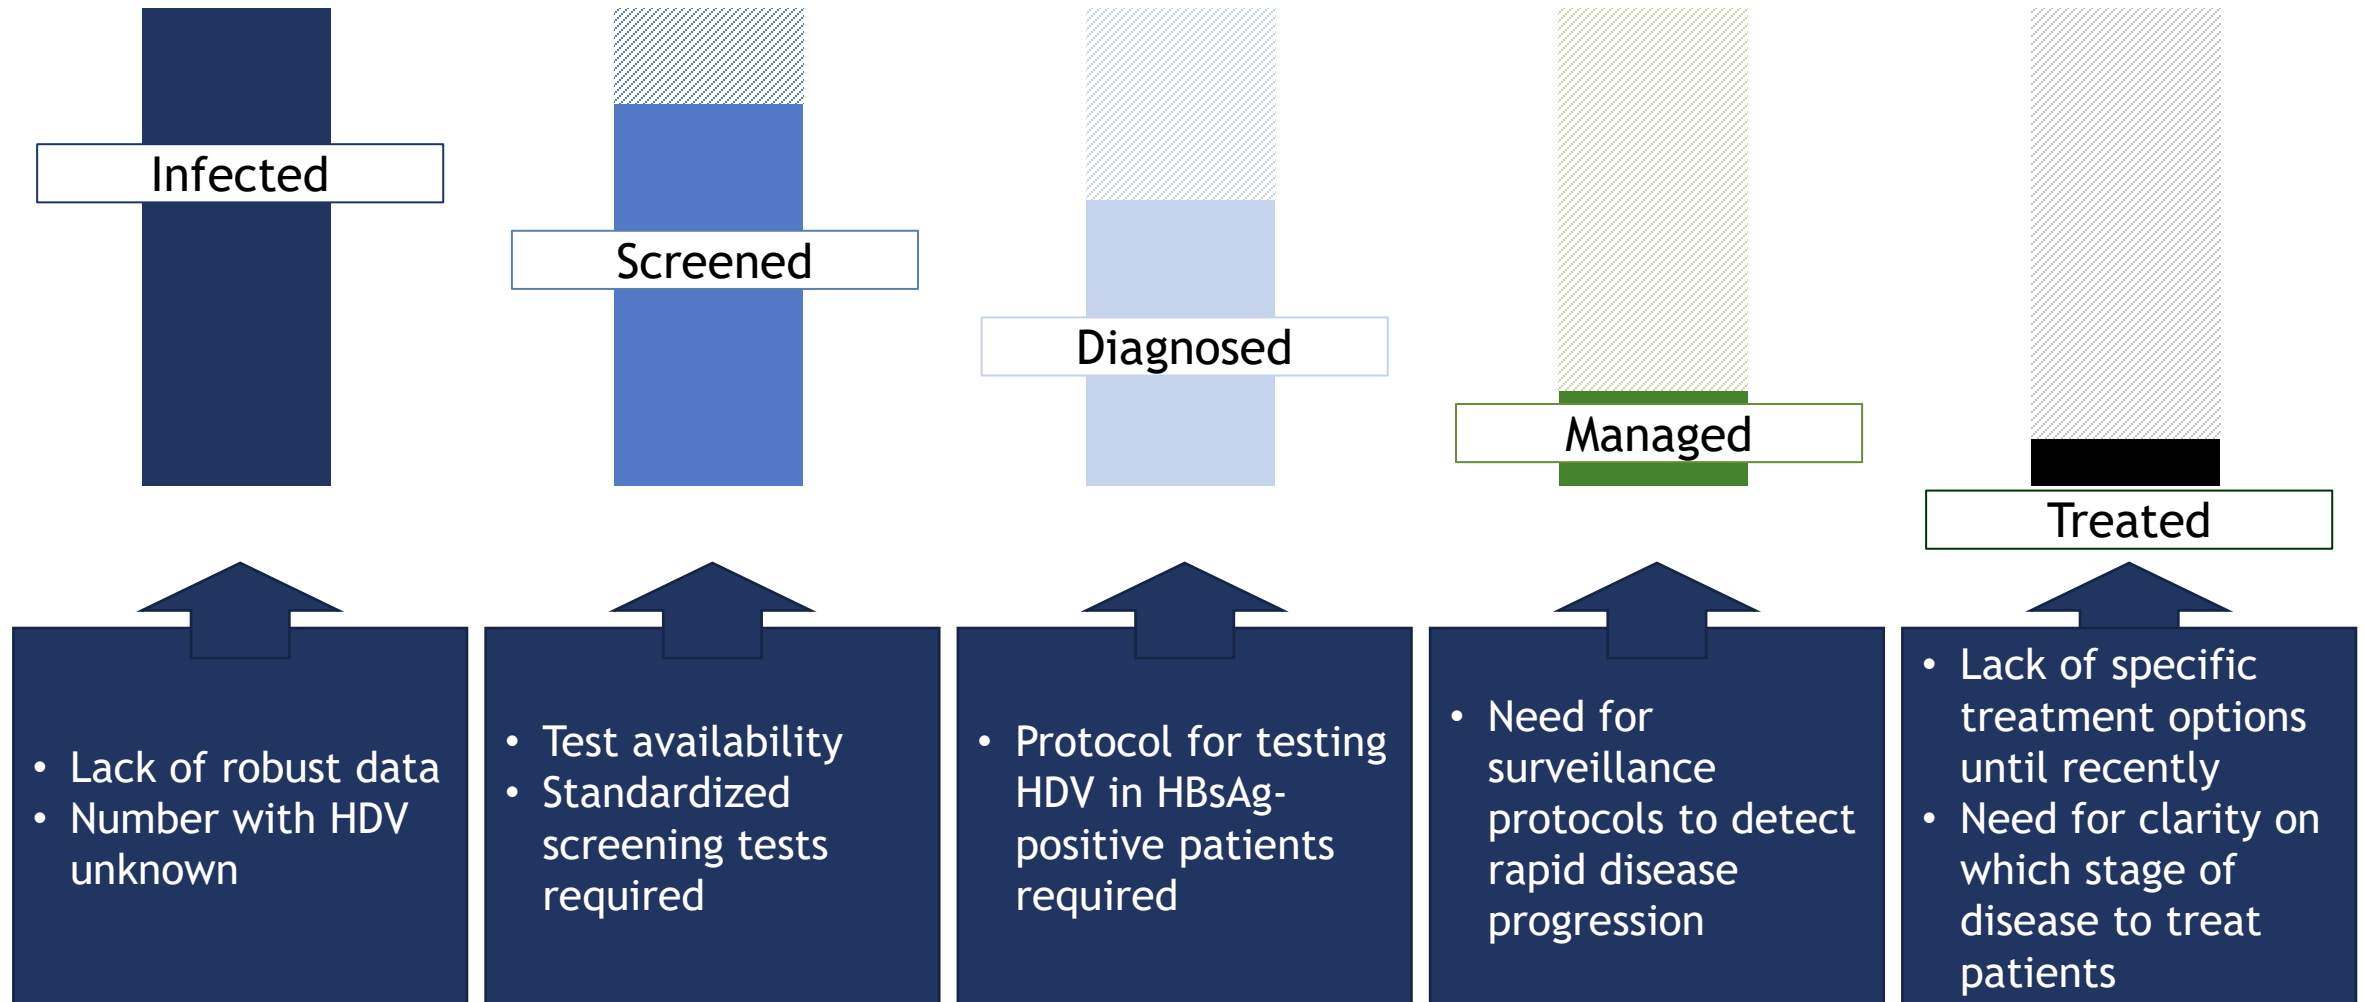 Infected
Screened
Diagnosed
Managed
Treated
• Lack of robust data
• Number with HDV
unknown
• Test availability
• Standardized
screening tests
required
• Protocol for testing
HDV in HBsAg-
positive patients
required
• Need for
surveillance
protocols to detect
rapid disease
progression
• Lack of specific
treatment options
until recently
• Need for clarity on
which stage of
disease to treat
patients